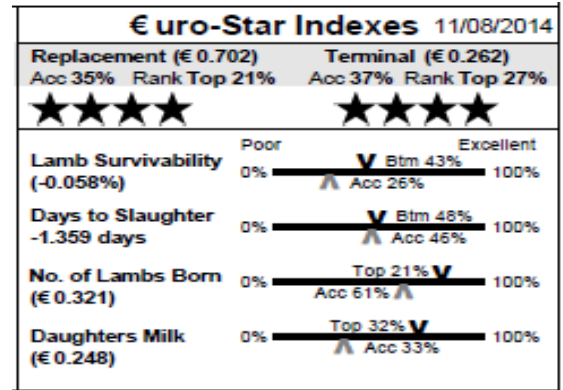 €uro-Star Indexes 11/08/2014
Replacement (€0.702) Terminal (€0.262)
Acc 35% Rank Top 21% Acc 37% Rank Top 27%
Poor Excellent
Lamb Survivability
(-0.058%)
0% V Btm 43% 100%
Λ Acc 26%
Days to Slaughter
-1.359 days
0% V Btm 48% 100%
Λ Acc 46%
No. of Lambs Born
(€0.321)
0% Top 21% V 100%
Acc 61% Λ
Daughters Milk
(€0.248)
0% Top 32% V 100%
Λ Acc 33%